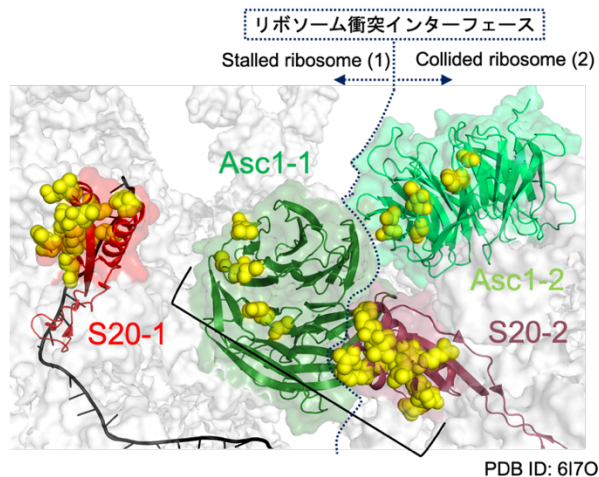 リボソーム衝突インターフェース
Stalled ribosome (1)
Collided ribosome (2)
Asc1-1
Asc1-2
S20-1
S20-2
PDB ID: 6I7O